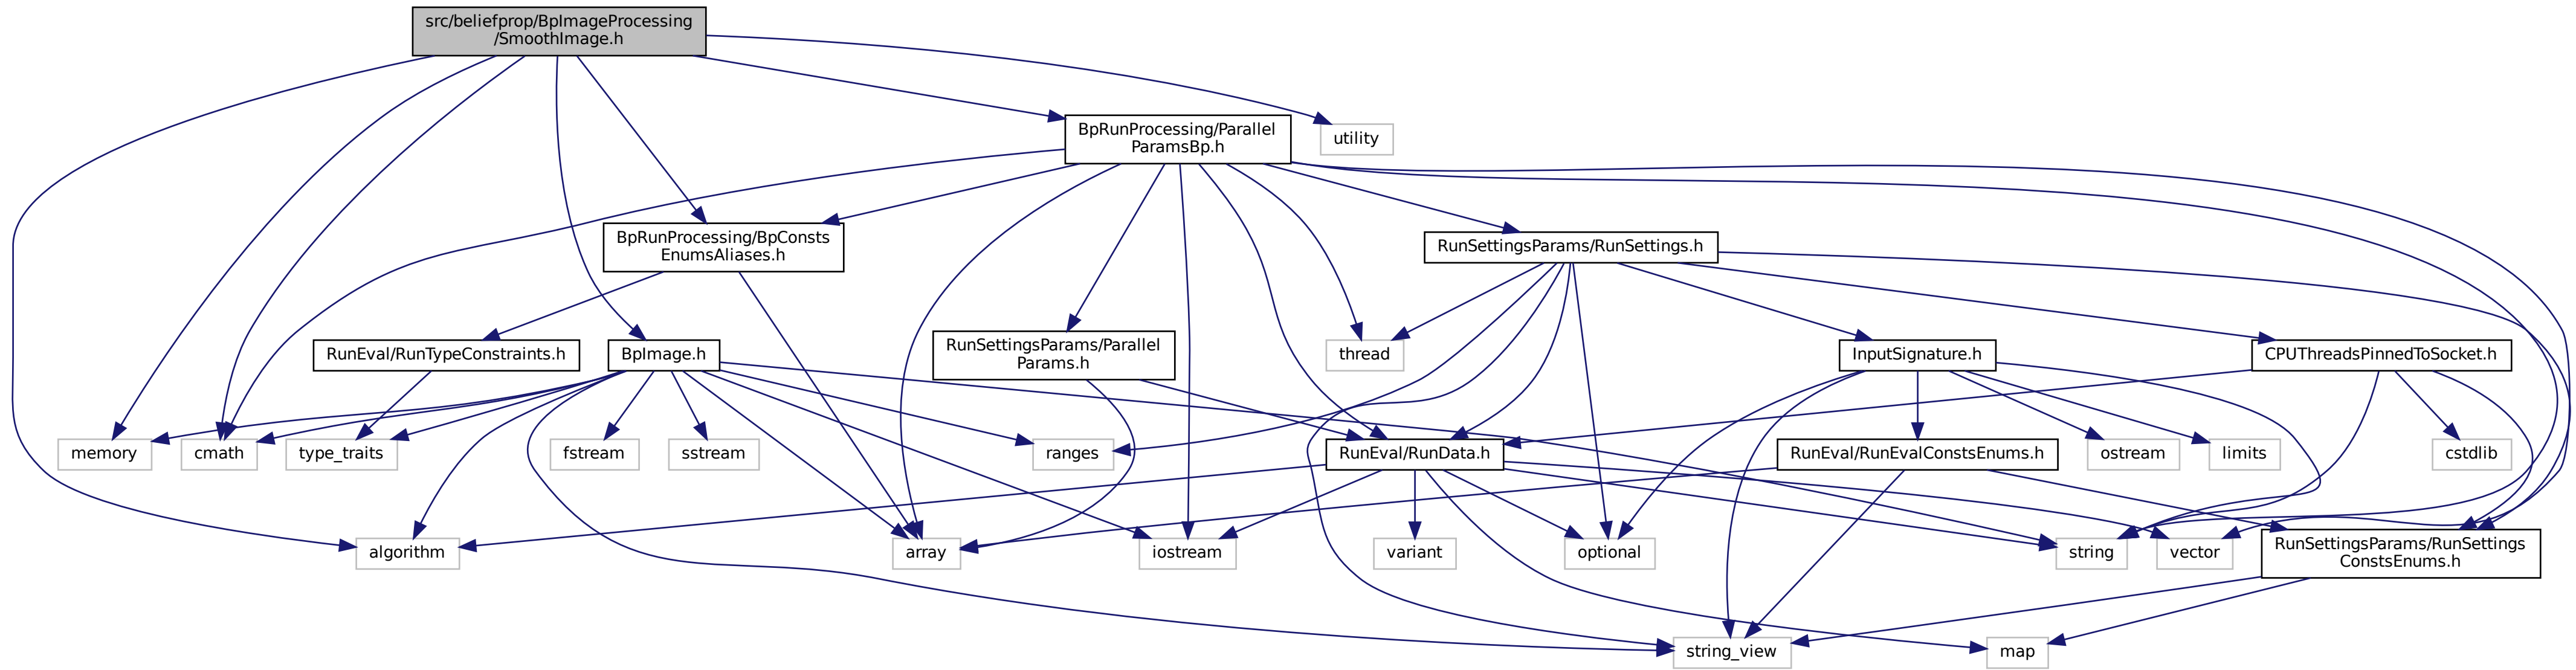 src/beliefprop/BpImageProcessing
/SmoothImage.h
BpRunProcessing/Parallel
ParamsBp.h
utility
BpRunProcessing/BpConsts
EnumsAliases.h
RunSettingsParams/RunSettings.h
RunEval/RunTypeConstraints.h
BpImage.h
RunSettingsParams/Parallel
Params.h
thread
InputSignature.h
CPUThreadsPinnedToSocket.h
memory
cmath
type_traits
fstream
sstream
ranges
RunEval/RunData.h
RunEval/RunEvalConstsEnums.h
ostream
limits
cstdlib
algorithm
array
iostream
variant
optional
string
vector
RunSettingsParams/RunSettings
ConstsEnums.h
string_view
map